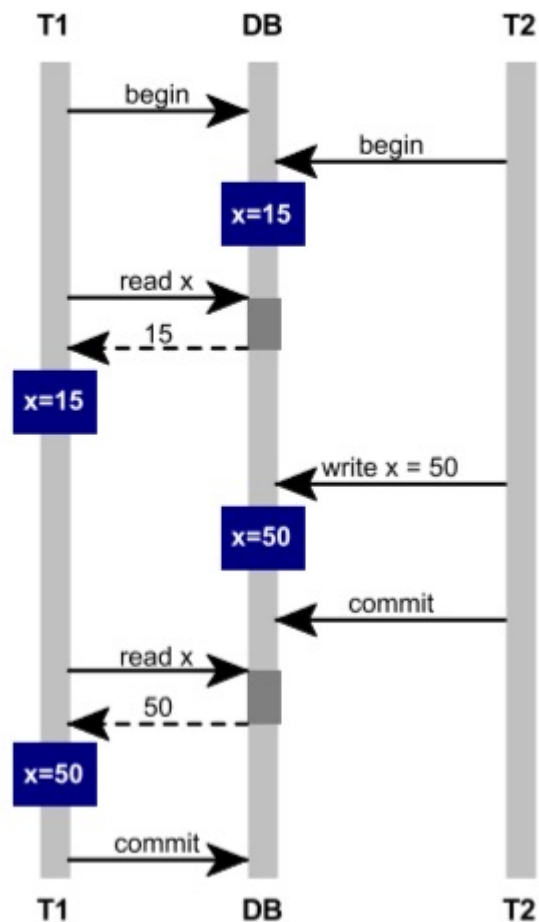 T1 DB T2
begin
begin
x=15
read x
15
x=15
write x = 50
x=50
commit
read x
50
x=50
commit
T1 DB T2